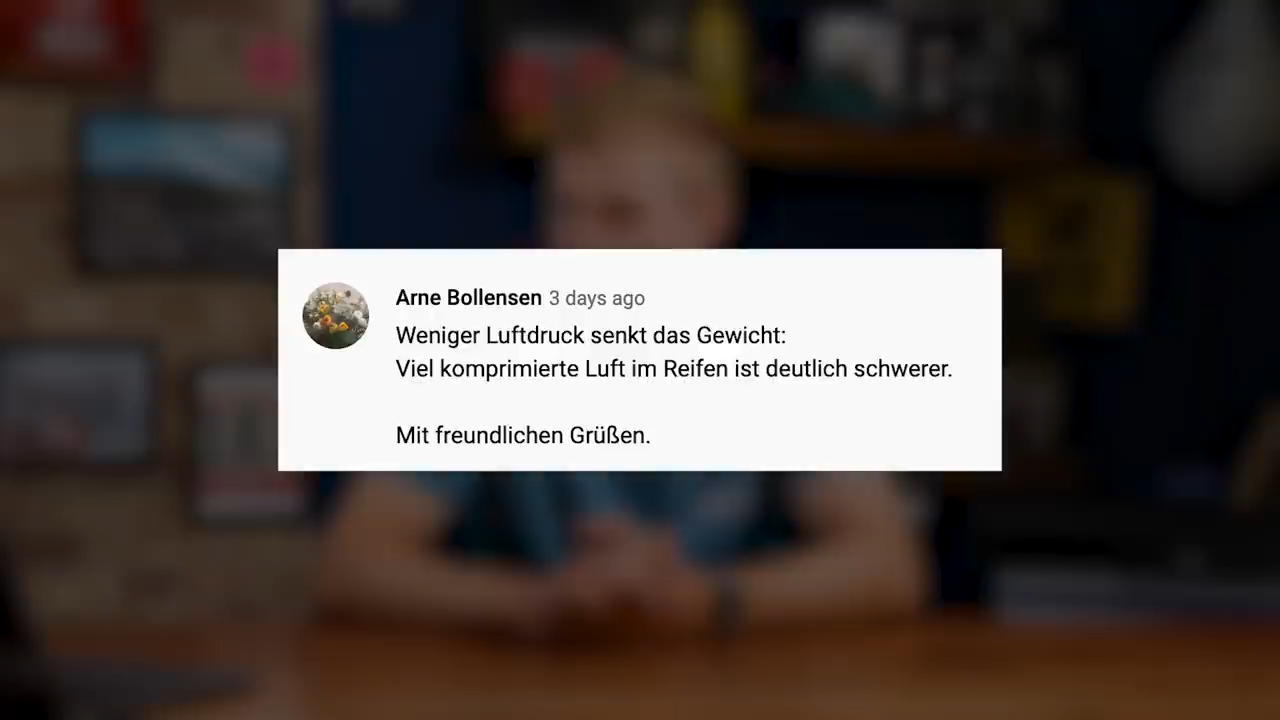 Arne Bollensen 3 days ago
Weniger Luftdruck senkt das Gewicht:
Viel komprimierte Luft im Reifen ist deutlich schwerer.
Mit freundlichen Grüßen.